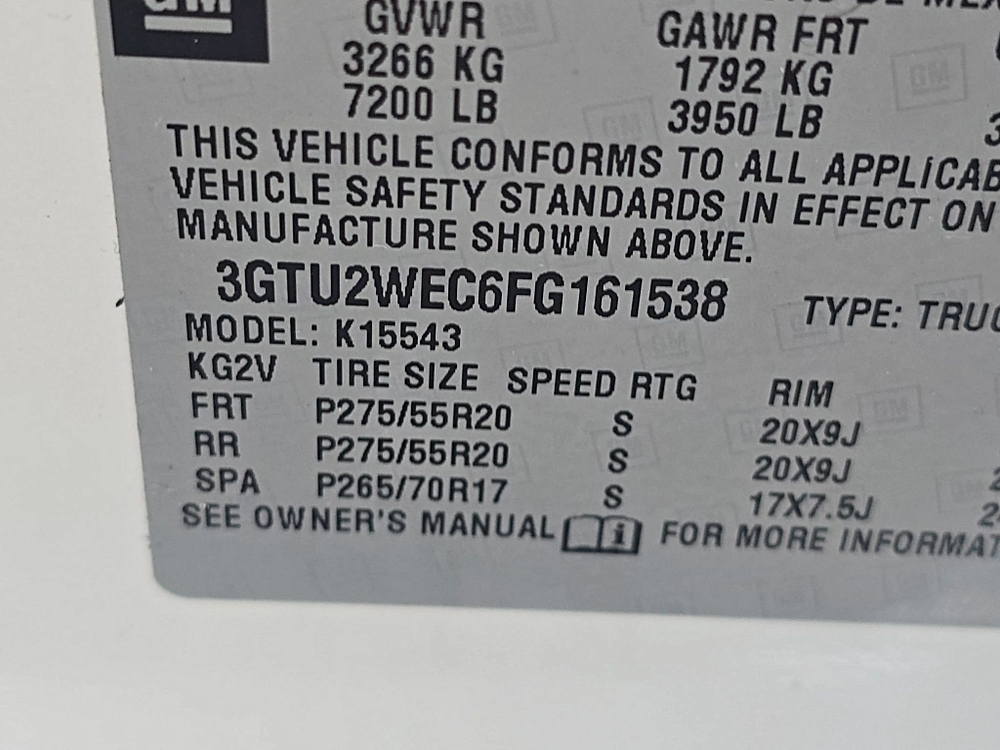 GM
GVWR GAWR FRT
3266 KG 1792 KG
7200 LB 3950 LB
THIS VEHICLE CONFORMS TO ALL APPLICAB
VEHICLE SAFETY STANDARDS IN EFFECT ON
MANUFACTURE SHOWN ABOVE.
3GTU2WEC6FG161538 TYPE: TRUC
MODEL: K15543
KG2V TIRE SIZE SPEED RTG RIM
FRT P275/55R20 S 20X9J
RR P275/55R20 S 20X9J
SPA P265/70R17 S 17X7.5J
SEE OWNER'S MANUAL i FOR MORE INFORMAT